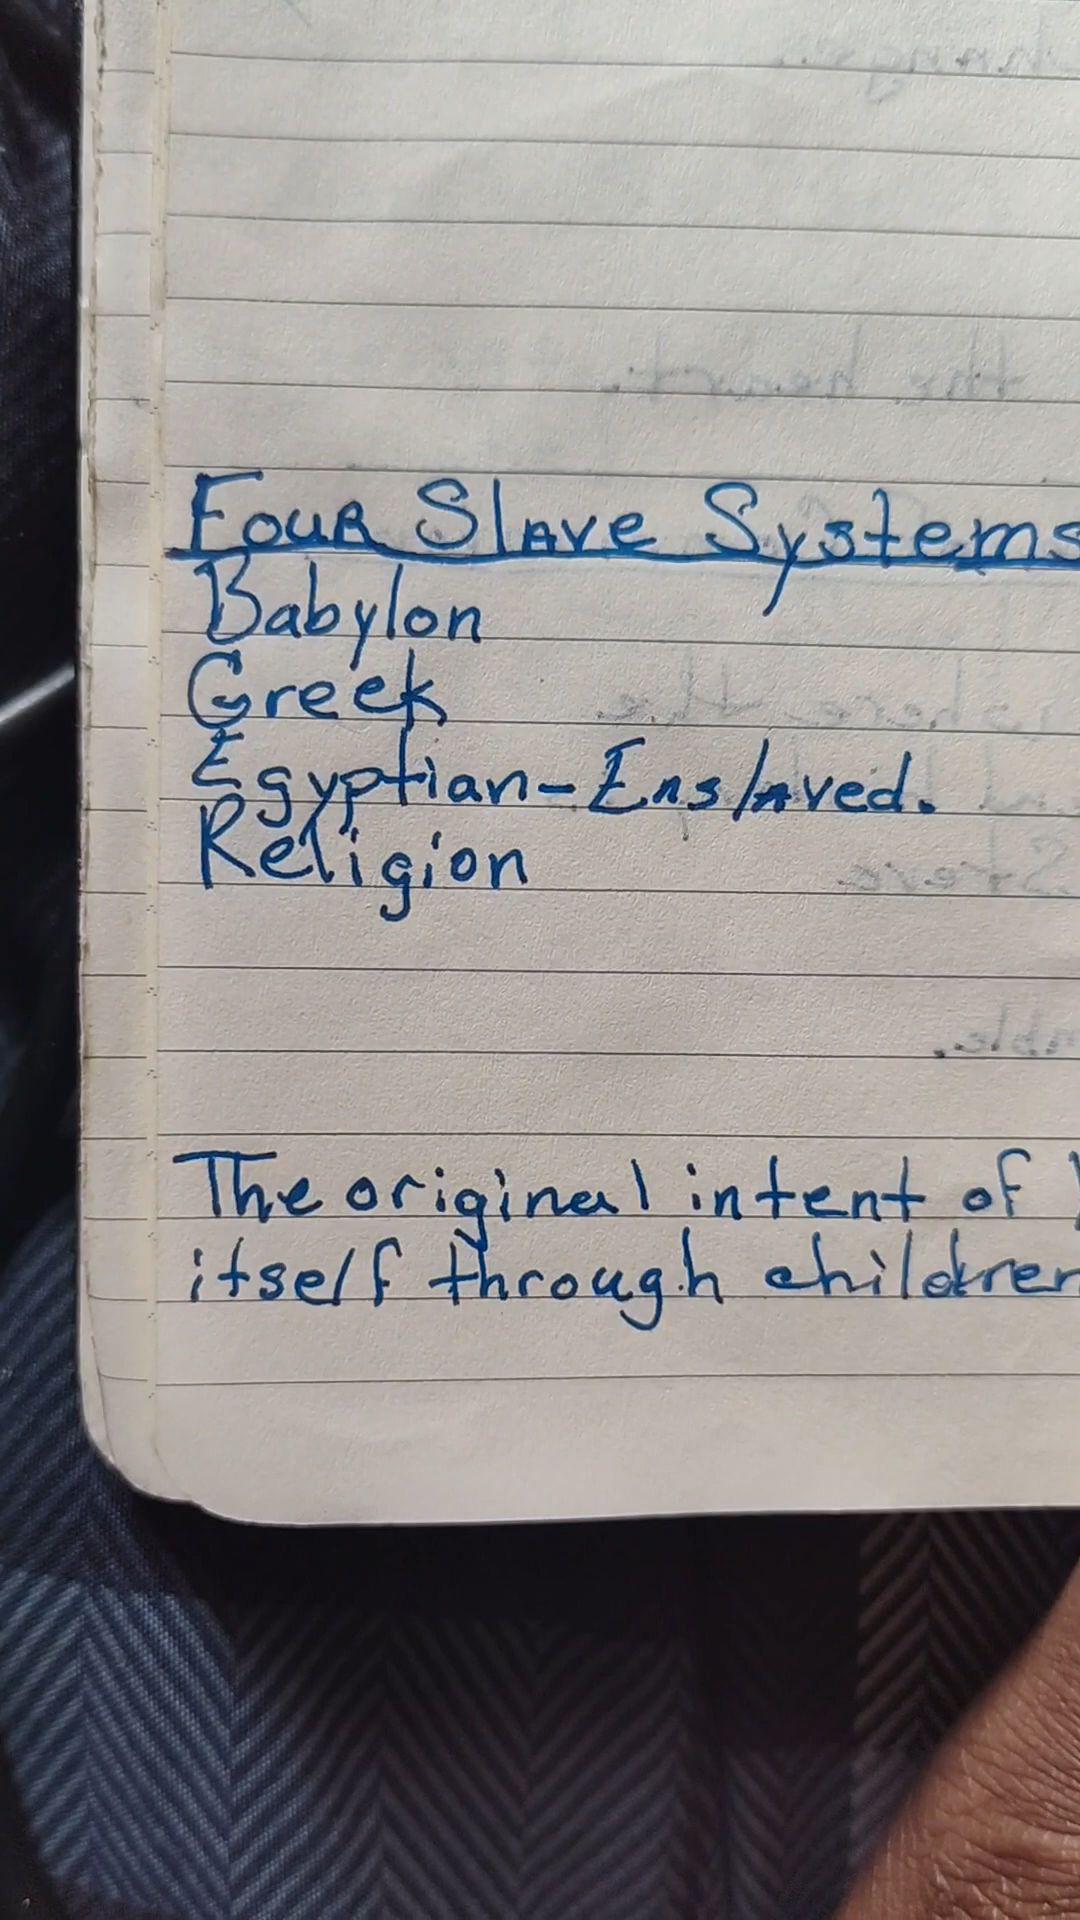 Four Slave Systems
Babylon
Greek
Egyptian - Enslaved.
Religion
The original intent of
itself through children